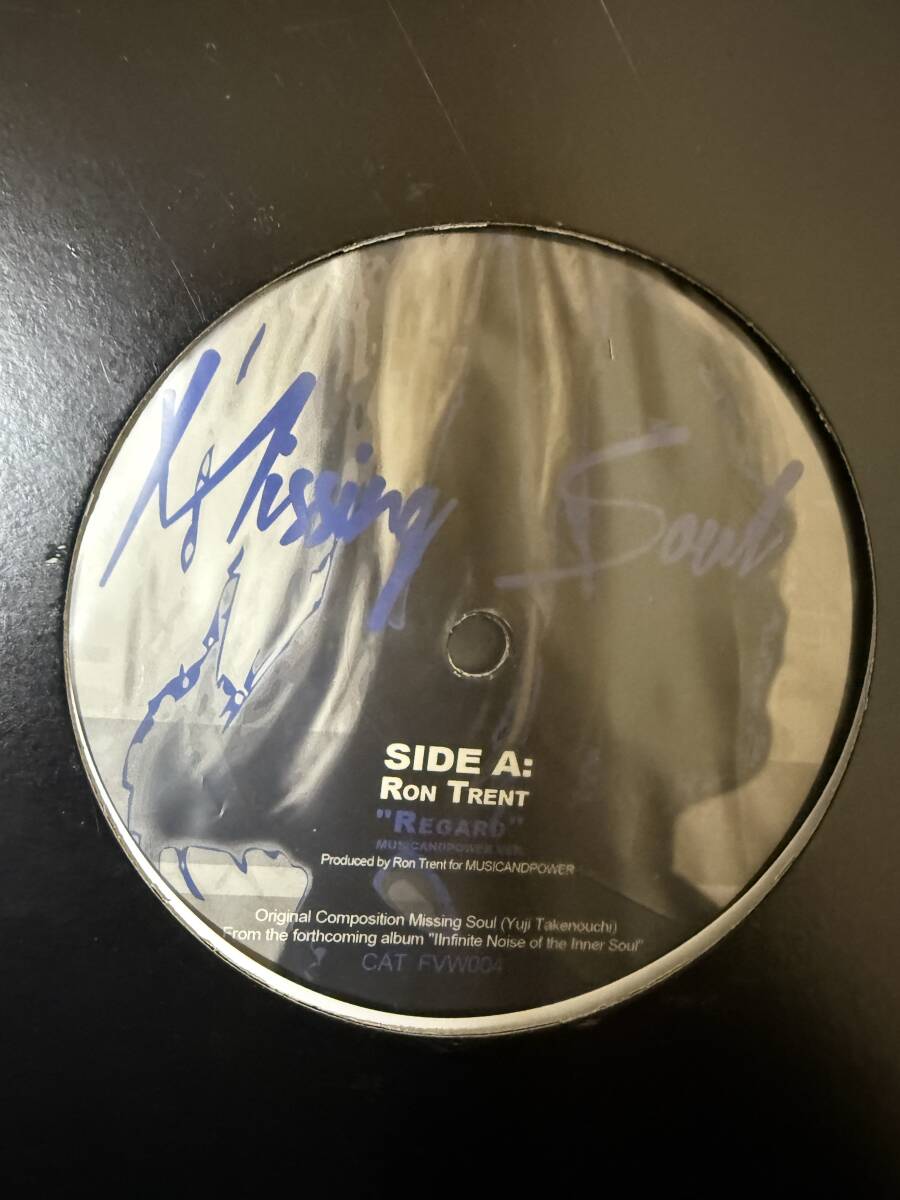 Missing Soul
SIDE A:
RON TRENT
"REGARD"
MUSICANDPOWER VER.
Produced by Ron Trent for MUSICANDPOWER
Original Composition Missing Soul (Yuji Takenouchi)
From the forthcoming album "IInfinite Noise of the Inner Soul"
CAT FVW004